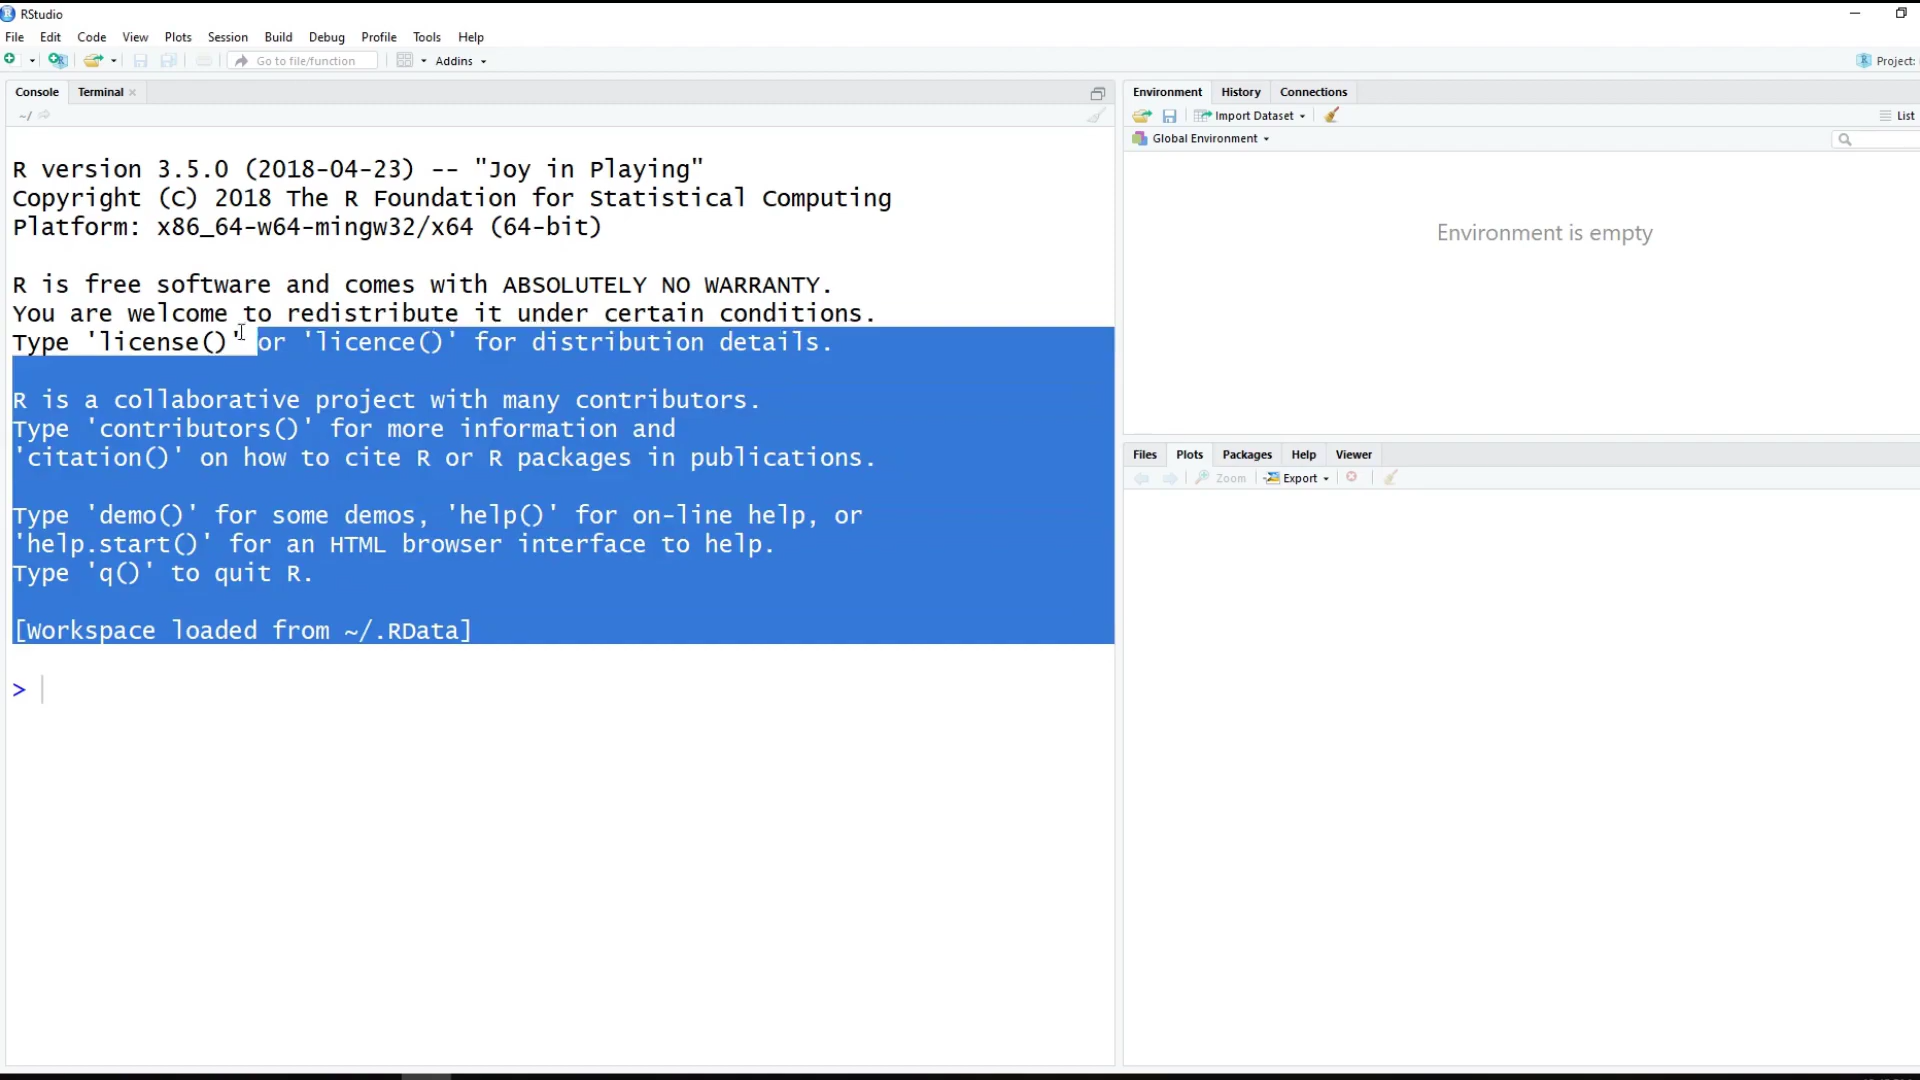 RStudio
File Edit Code View Plots Session Build Debug Profile Tools Help
Go to file/function Addins Project:
Console Terminal
~/
R version 3.5.0 (2018-04-23) -- "Joy in Playing"
Copyright (C) 2018 The R Foundation for Statistical Computing
Platform: x86_64-w64-mingw32/x64 (64-bit)
R is free software and comes with ABSOLUTELY NO WARRANTY.
You are welcome to redistribute it under certain conditions.
Type 'license()' or 'licence()' for distribution details.
R is a collaborative project with many contributors.
Type 'contributors()' for more information and
'citation()' on how to cite R or R packages in publications.
Type 'demo()' for some demos, 'help()' for on-line help, or
'help.start()' for an HTML browser interface to help.
Type 'q()' to quit R.
[Workspace loaded from ~/.RData]
>
Environment History Connections
Import Dataset List
Global Environment
Environment is empty
Files Plots Packages Help Viewer
Zoom Export